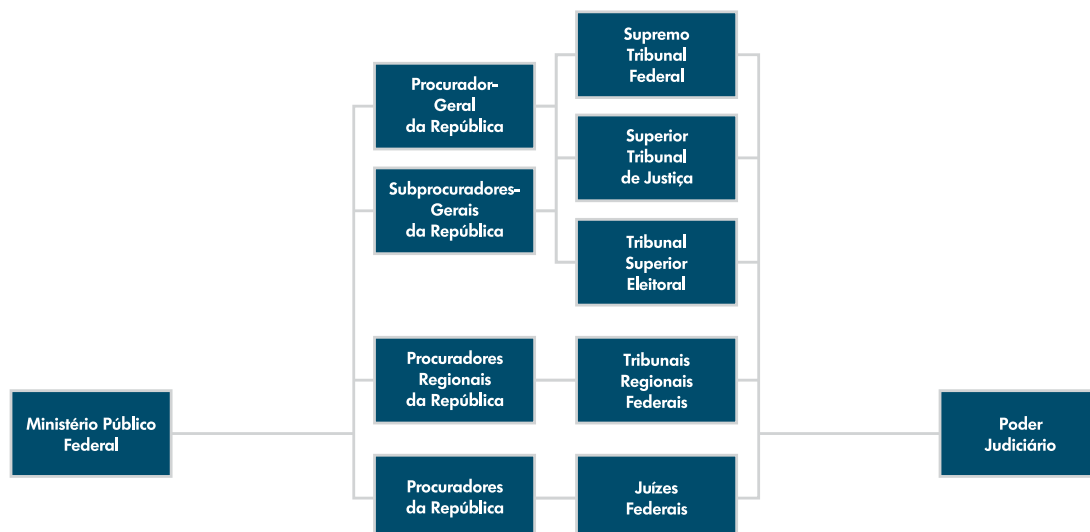 Supremo
Tribunal
Federal
Procurador-
Geral
da República
Superior
Tribunal
de Justiça
Subprocuradores-
Gerais
da República
Tribunal
Superior
Eleitoral
Procuradores
Regionais
da República
Tribunais
Regionais
Federais
Ministério Público
Federal
Poder
Judiciário
Procuradores
da República
Juízes
Federais